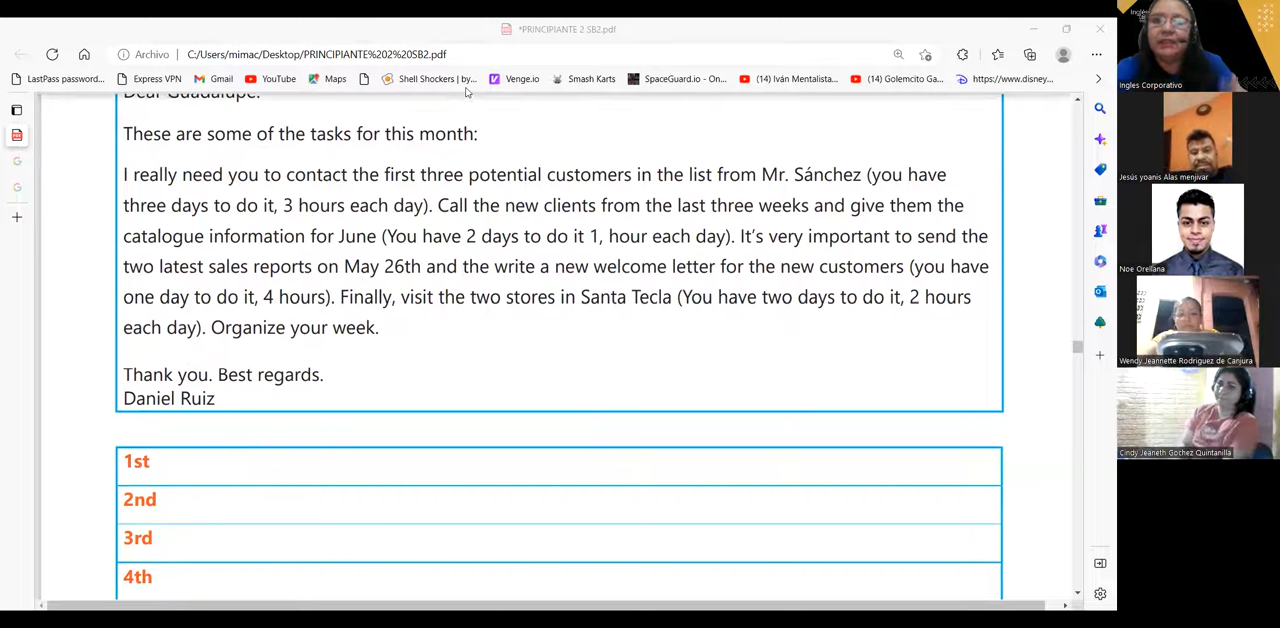 *PRINCIPIANTE 2 SB2.pdf
Archivo | C:/Users/mimac/Desktop/PRINCIPIANTE%202%20SB2.pdf
LastPass password... Express VPN Gmail YouTube Maps Shell Shockers | by... Venge.io Smash Karts SpaceGuard.io - On... (14) Iván Mentalista... (14) Golemcito Ga... https://www.disney...
Dear Guadalupe:
These are some of the tasks for this month:
I really need you to contact the first three potential customers in the list from Mr. Sánchez (you have
three days to do it, 3 hours each day). Call the new clients from the last three weeks and give them the
catalogue information for June (You have 2 days to do it 1, hour each day). It’s very important to send the
two latest sales reports on May 26th and the write a new welcome letter for the new customers (you have
one day to do it, 4 hours). Finally, visit the two stores in Santa Tecla (You have two days to do it, 2 hours
each day). Organize your week.
Thank you. Best regards.
Daniel Ruiz
1st
2nd
3rd
4th
Ingles Corporativo
Jesús yoanis Alas menjivar
Noe Orellana
Wendy Jeannette Rodriguez de Canjura
Cindy Jeaneth Gochez Quintanilla